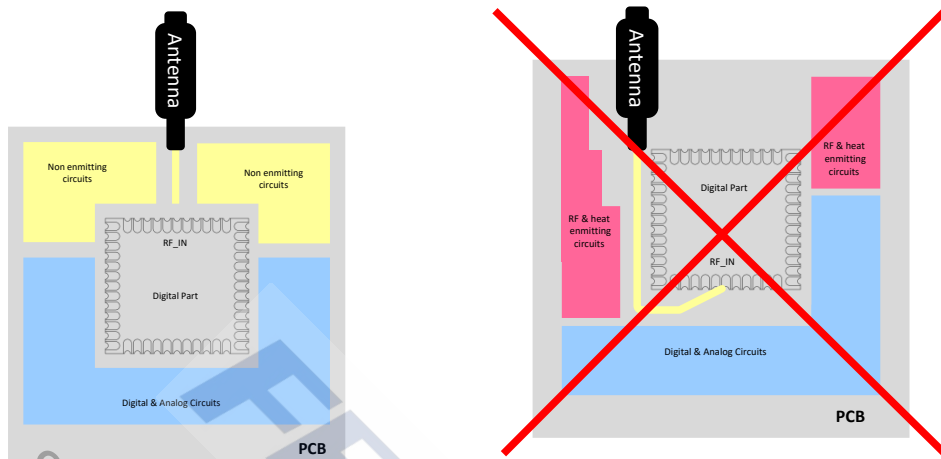 Antenna
Non enmitting
circuits
Non enmitting
circuits
RF_IN
Digital Part
Digital & Analog Circuits
PCB
Antenna
RF & heat
enmitting
circuits
Digital Part
RF & heat
enmitting
circuits
RF_IN
Digital & Analog Circuits
PCB